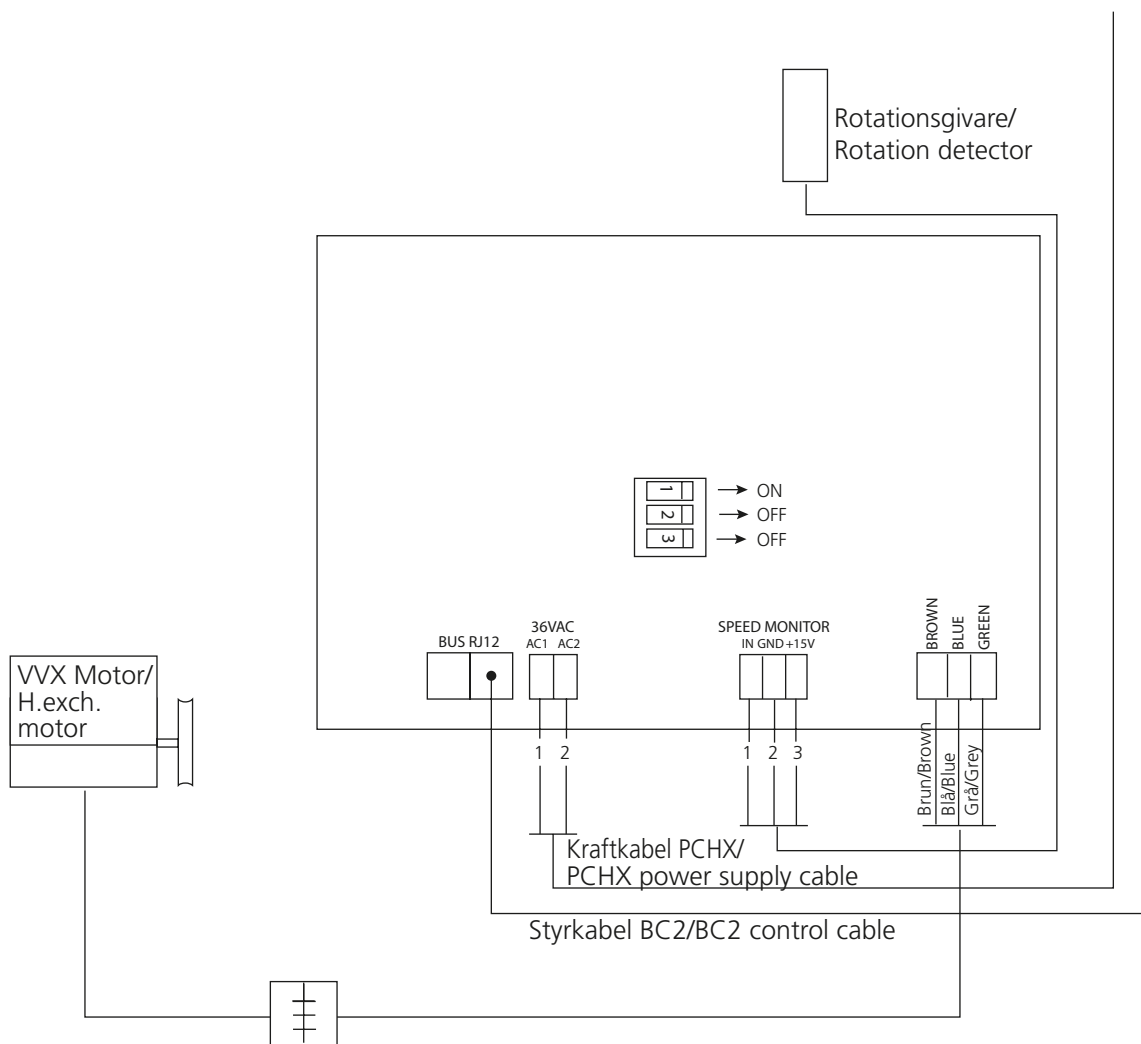 Rotationsgivare/
Rotation detector
1 ON
2 OFF
3 OFF
BUS RJ12
36VAC
AC1 AC2
SPEED MONITOR
IN GND +15V
BROWN
BLUE
GREEN
VVX Motor/
H.exch.
motor
1 2
1 2 3
Brun/Brown
Blå/Blue
Grå/Grey
Kraftkabel PCHX/
PCHX power supply cable
Styrkabel BC2/BC2 control cable